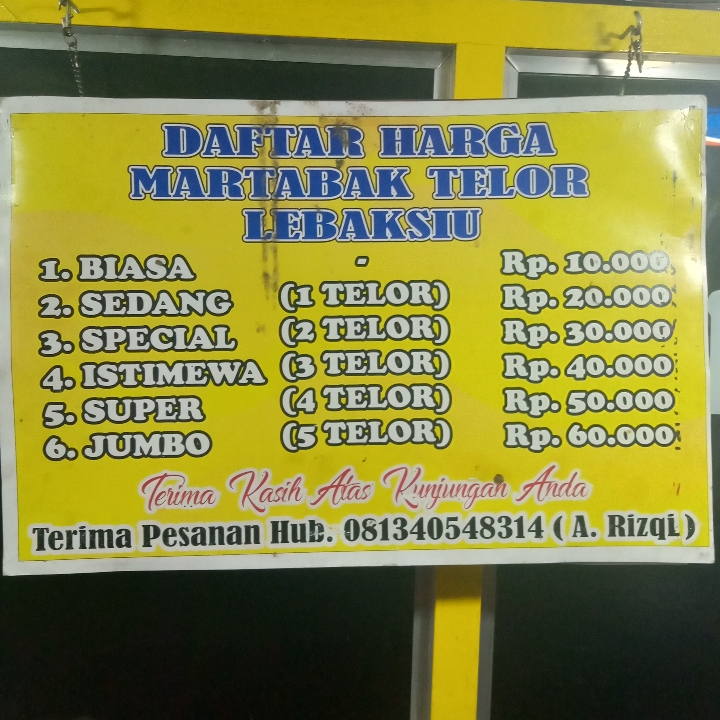 DAFTAR HARGA
MARTABAK TELOR
LEBAKSIU
1. BIASA - Rp. 10.000
2. SEDANG (1 TELOR) Rp. 20.000
3. SPECIAL (2 TELOR) Rp. 30.000
4. ISTIMEWA (3 TELOR) Rp. 40.000
5. SUPER (4 TELOR) Rp. 50.000
6. JUMBO (5 TELOR) Rp. 60.000
Terima Kasih Atas Kunjungan Anda
Terima Pesanan Hub. 081340548314 ( A. Rizqi )